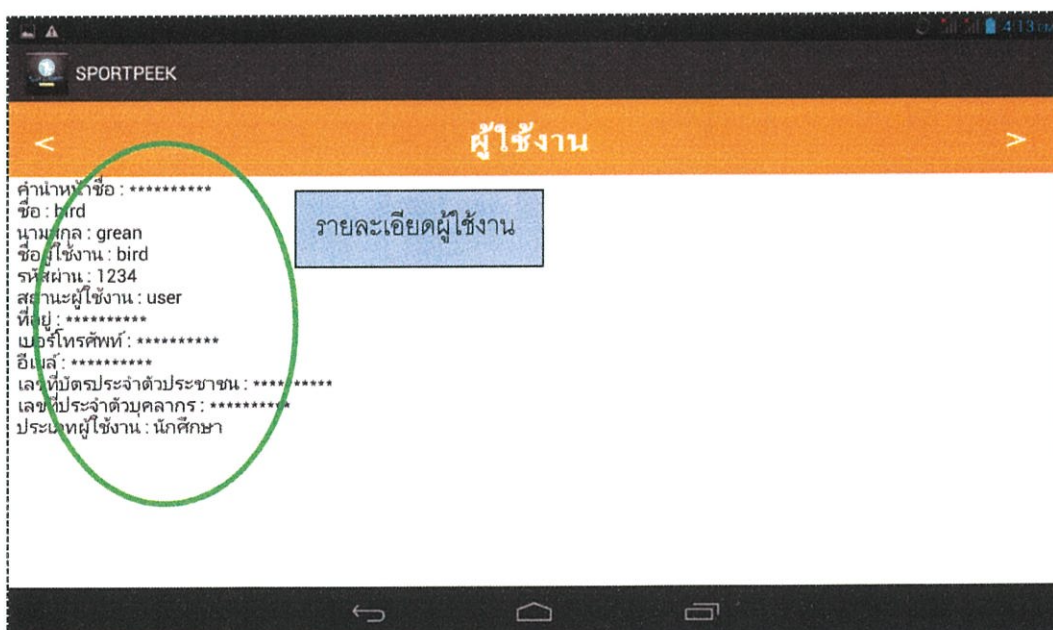 4:13
SPORTPEEK
< ผู้ใช้งาน >
คำนำหน้าชื่อ : **********
ชื่อ : bird
นามสกุล : grean
ชื่อผู้ใช้งาน : bird
รหัสผ่าน : 1234
สถานะผู้ใช้งาน : user
ที่อยู่ : **********
เบอร์โทรศัพท์ : **********
อีเมล์ : **********
เลขที่บัตรประจำตัวประชาชน : **********
เลขที่ประจำตัวบุคลากร : **********
ประเภทผู้ใช้งาน : นักศึกษา
รายละเอียดผู้ใช้งาน